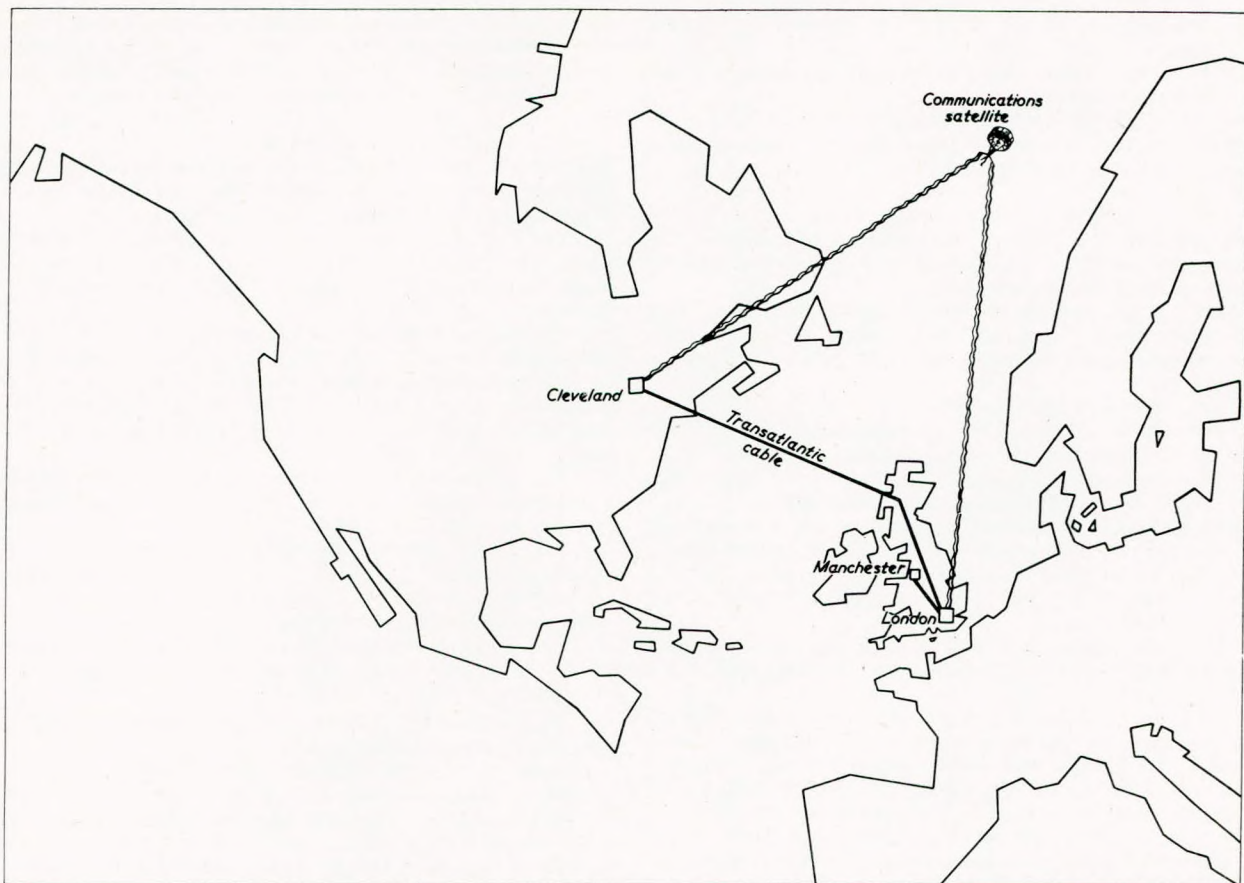 Communications
satellite
Cleveland
Transatlantic
cable
Manchester
London